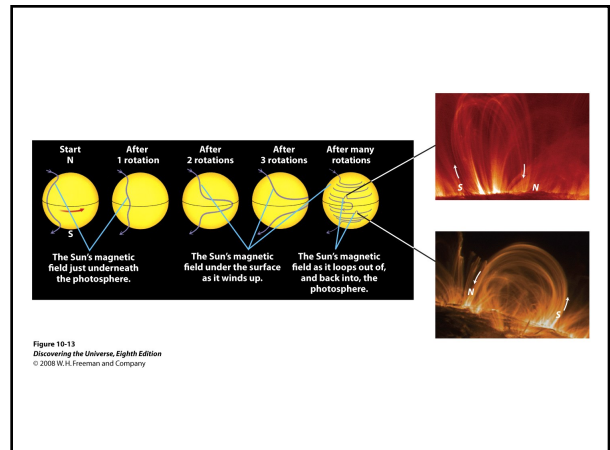 Start
N
After
1 rotation
After
2 rotations
After
3 rotations
After many
rotations
S
The Sun's magnetic
field just underneath
the photosphere.
The Sun's magnetic
field under the surface
as it winds up.
The Sun's magnetic
field as it loops out of,
and back into, the
photosphere.
S
N
N
S
Figure 10-13
Discovering the Universe, Eighth Edition
© 2008 W. H. Freeman and Company